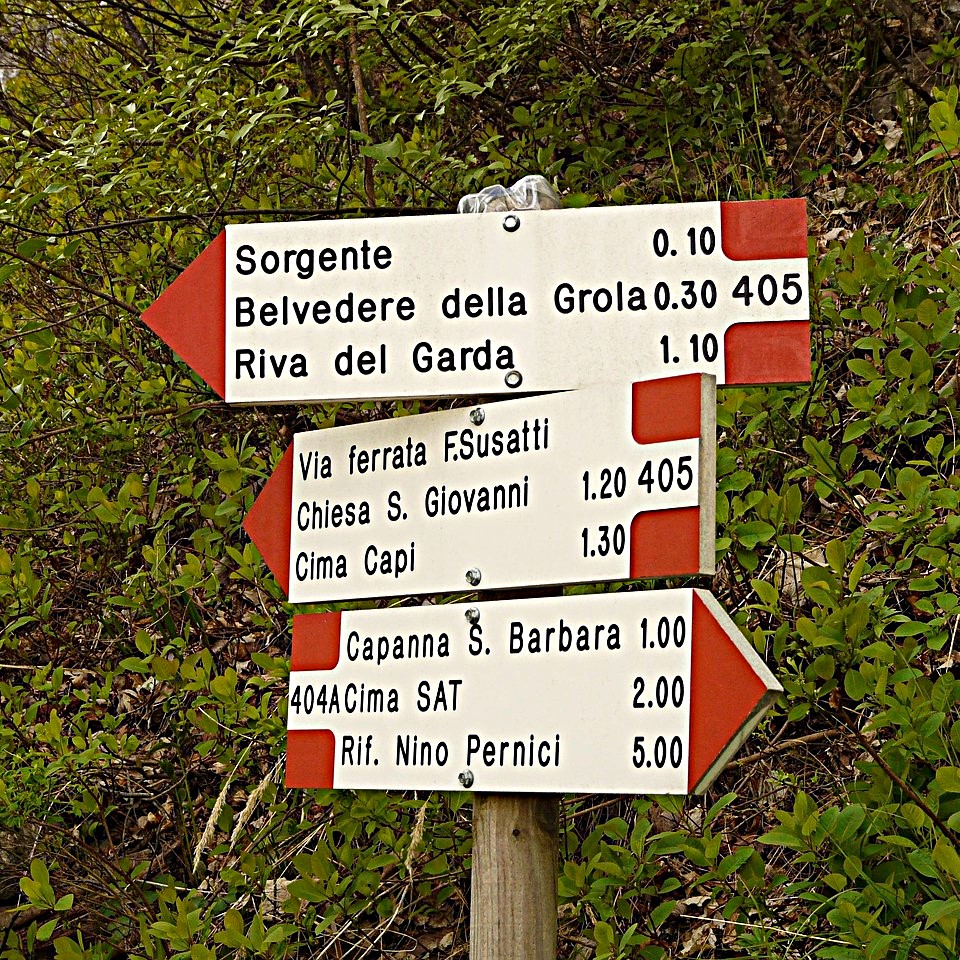 Sorgente 0.10
Belvedere della Grola 0.30 405
Riva del Garda 1.10
Via ferrata F.Susatti
Chiesa S. Giovanni 1.20 405
Cima Capi 1.30
Capanna S. Barbara 1.00
404A Cima SAT 2.00
Rif. Nino Pernici 5.00